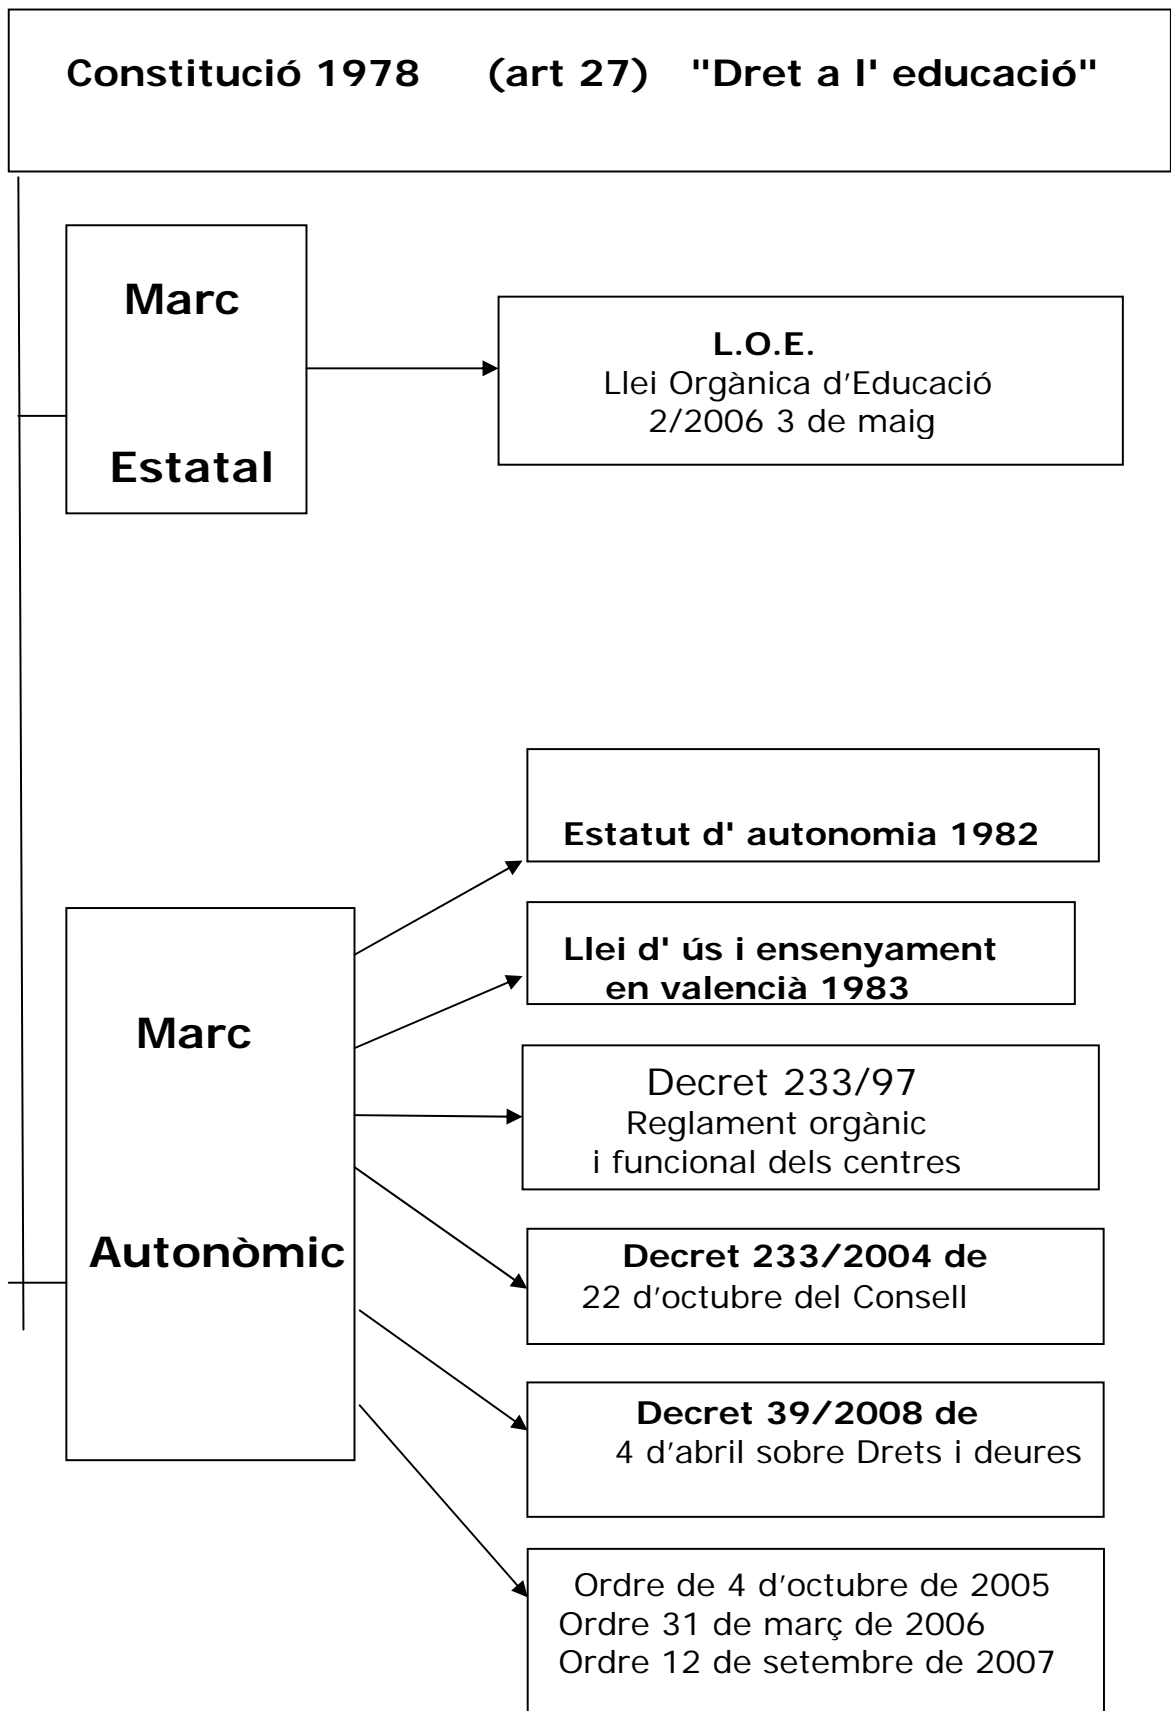 Constitució 1978 (art 27) "Dret a l' educació"
Marc
Estatal
L.O.E.
Llei Orgànica d’Educació
2/2006 3 de maig
Marc
Autonòmic
Estatut d' autonomia 1982
Llei d' ús i ensenyament
en valencià 1983
Decret 233/97
Reglament orgànic
i funcional dels centres
Decret 233/2004 de
22 d’octubre del Consell
Decret 39/2008 de
4 d’abril sobre Drets i deures
Ordre de 4 d’octubre de 2005
Ordre 31 de març de 2006
Ordre 12 de setembre de 2007